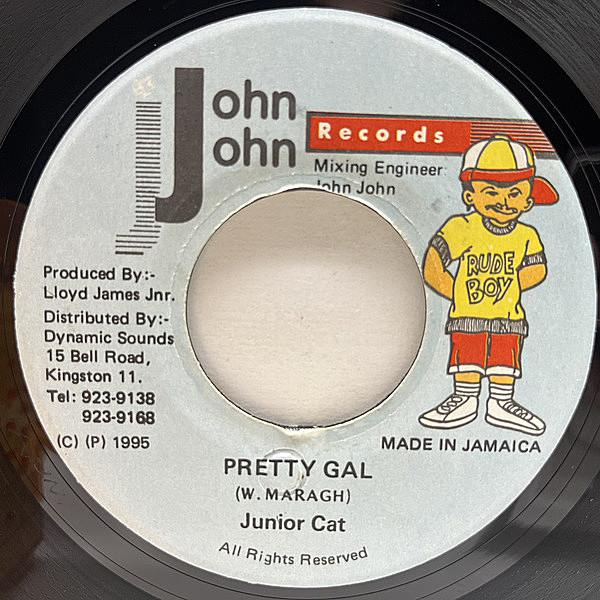 John
John
Records
Mixing Engineer:
John John
RUDE
BOY
Produced By:-
Lloyd James Jnr.
Distributed By:-
Dynamic Sounds
15 Bell Road,
Kingston 11.
Tel: 923-9138
923-9168
(C) (P) 1995
MADE IN JAMAICA
PRETTY GAL
(W. MARAGH)
Junior Cat
All Rights Reserved